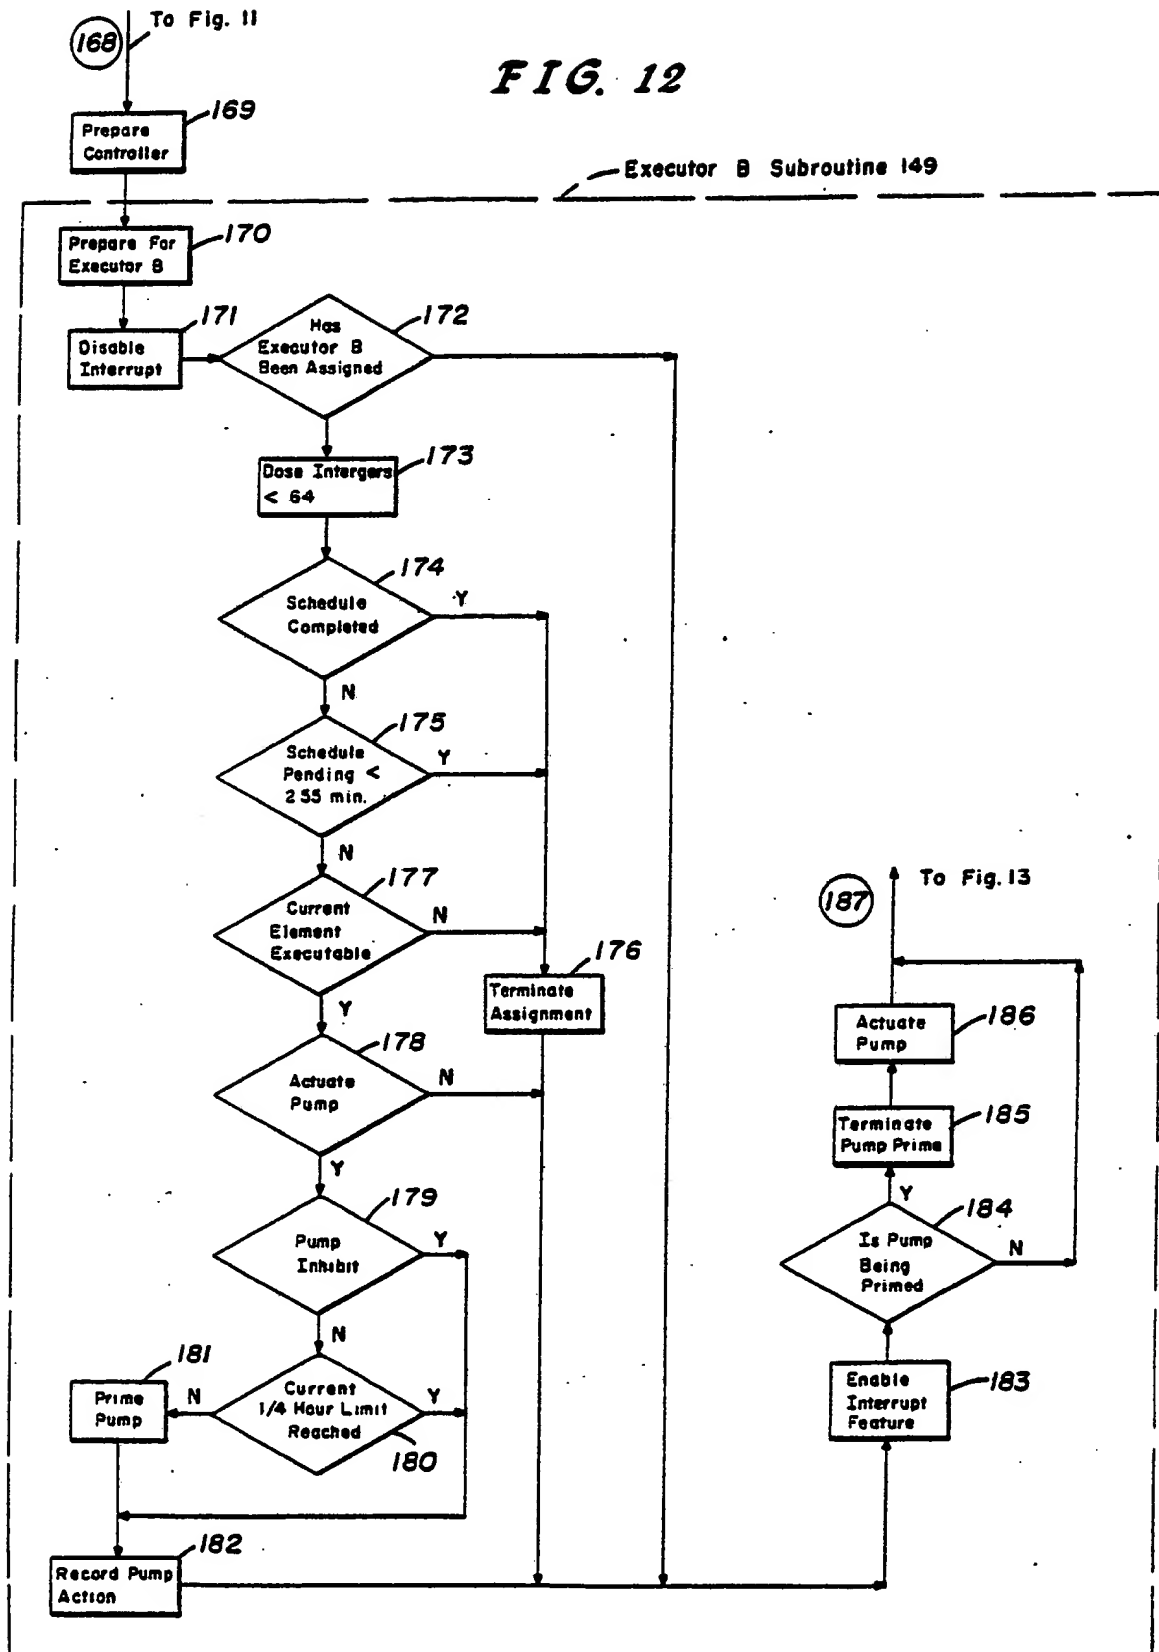 To Fig. 11
168
FIG. 12
169
Prepare
Controller
Executor B Subroutine 149
170
Prepare For
Executor B
171
Disable
Interrupt
172
Has
Executor B
Been Assigned
173
Dose Intergers
< 64
174
Schedule
Completed
Y
N
175
Schedule
Pending <
255 min.
Y
N
177
Current
Element
Executable
N
Y
176
Terminate
Assignment
178
Actuate
Pump
N
Y
179
Pump
Inhibit
Y
N
180
Current
1/4 Hour Limit
Reached
Y
N
181
Prime
Pump
182
Record Pump
Action
183
Enable
Interrupt
Feature
184
Is Pump
Being
Primed
N
Y
185
Terminate
Pump Prime
186
Actuate
Pump
187
To Fig. 13